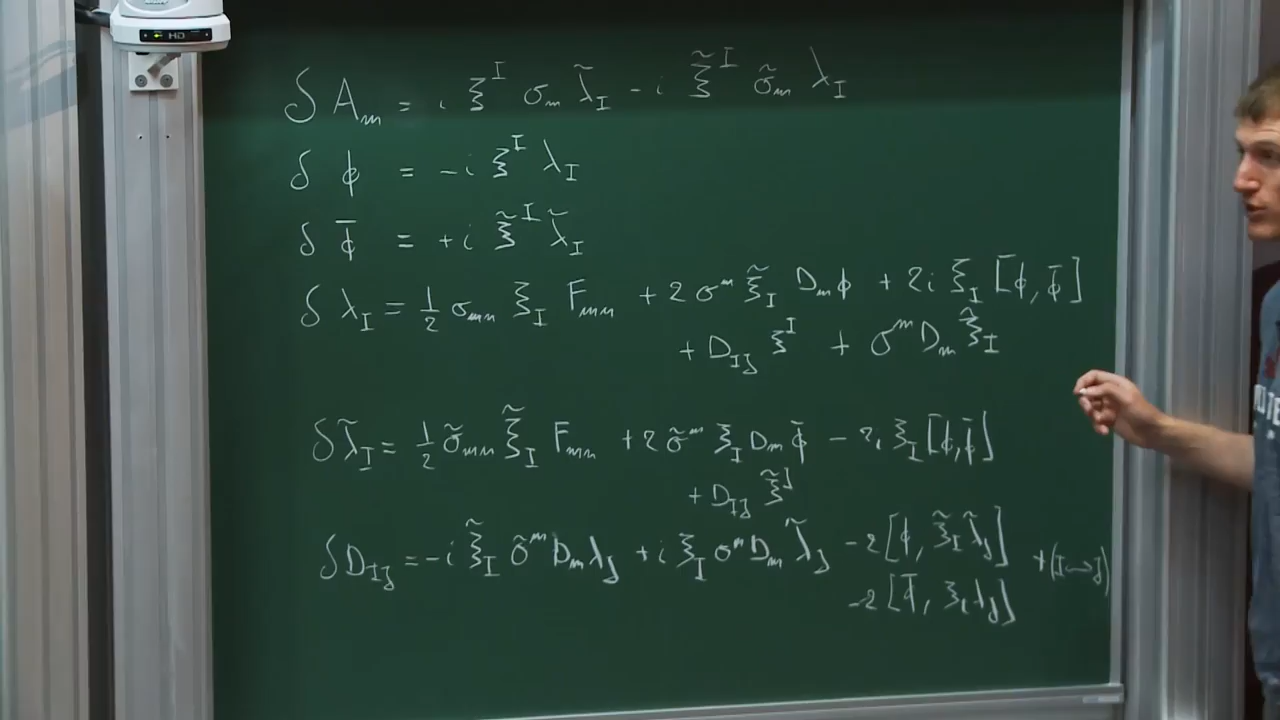 HD
δ A_m = i ξ^I σ_m λ̃_I - i ξ̃^I σ̃_m λ_I
δ ϕ = -i ξ^I λ_I
δ ϕ̄ = +i ξ̃^I λ̃_I
δ λ_I = 1/2 σ_mn ξ_I F_mn + 2 σ^m ξ̃_I D_m ϕ + 2i ξ_I [ϕ, ϕ̄]
+ D_IJ ξ^I + σ^m D_m ξ̃_I
δ λ̃_I = 1/2 σ̃_mn ξ̃_I F_mn + 2 σ̃^m ξ_I D_m ϕ̄ - 2i ξ_I [ϕ, ϕ̄]
+ D_IJ ξ̃^J
δ D_IJ = -i ξ̃_I σ̃^m D_m λ_J + i ξ_I σ^m D_m λ̃_J - 2 [ϕ, ξ̃_I λ̃_J] + (I ↔ J)
- 2 [ϕ̄, ξ_I λ_J]